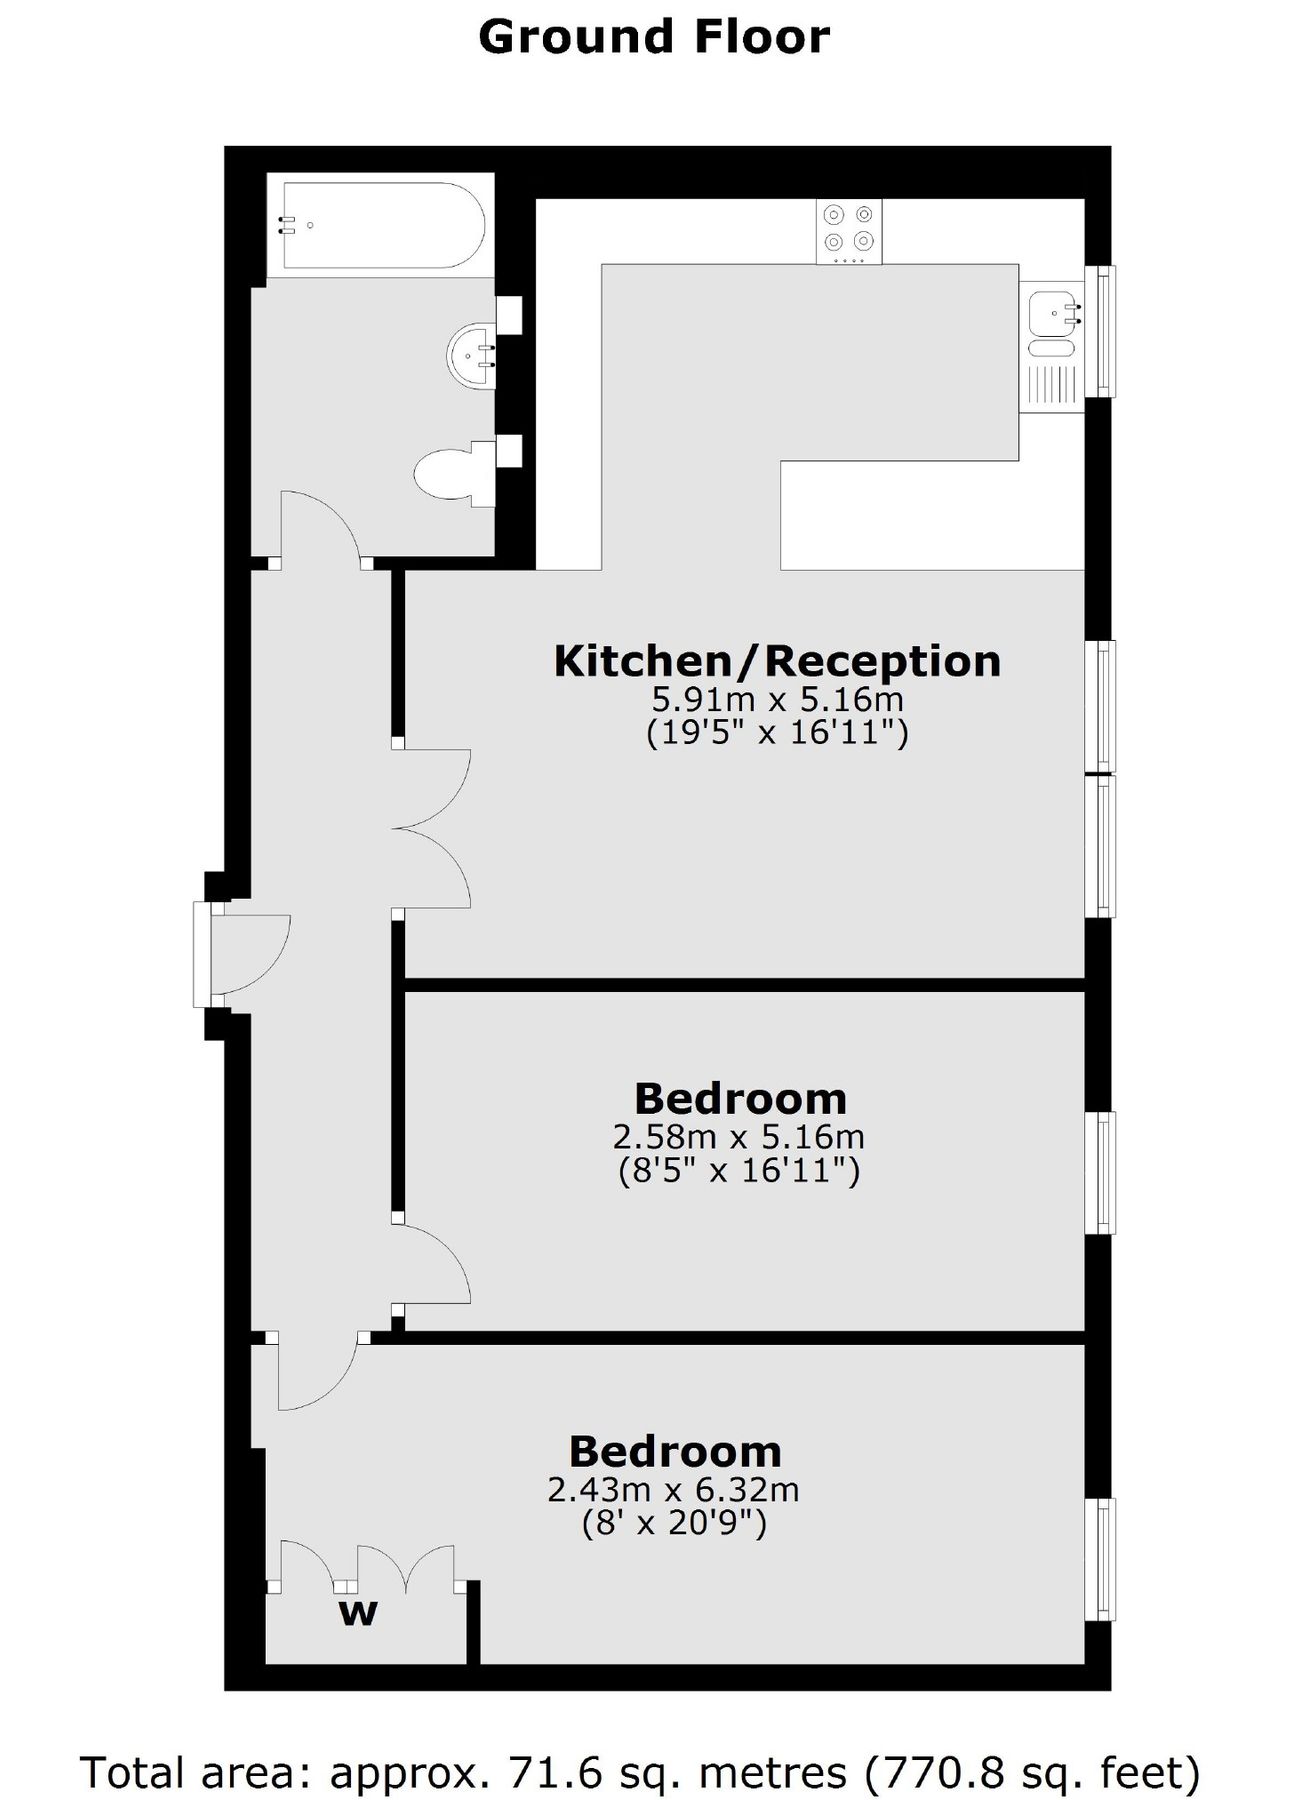 Ground Floor
Kitchen/Reception
5.91m x 5.16m
(19'5" x 16'11")
Bedroom
2.58m x 5.16m
(8'5" x 16'11")
Bedroom
2.43m x 6.32m
(8' x 20'9")
W
Total area: approx. 71.6 sq. metres (770.8 sq. feet)